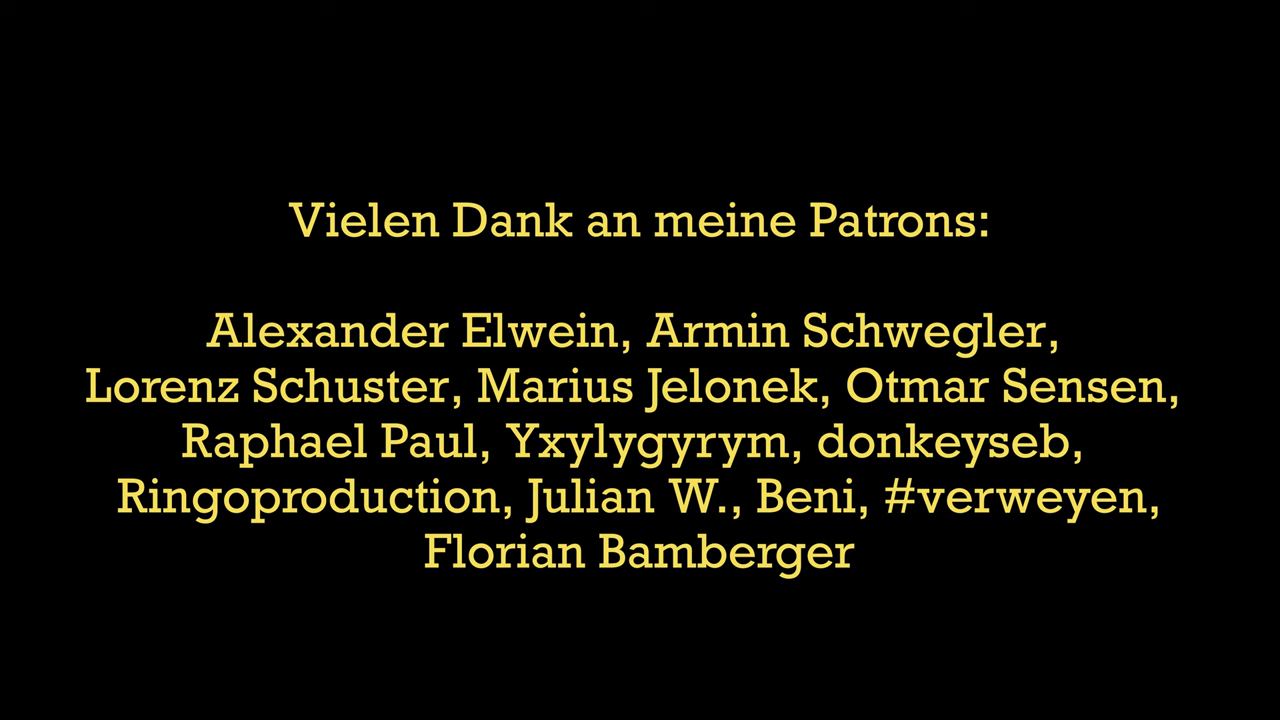 Vielen Dank an meine Patrons:
Alexander Elwein, Armin Schwegler,
Lorenz Schuster, Marius Jelonek, Otmar Sensen,
Raphael Paul, Yxylygyrym, donkeyseb,
Ringoproduction, Julian W., Beni, #verweyen,
Florian Bamberger